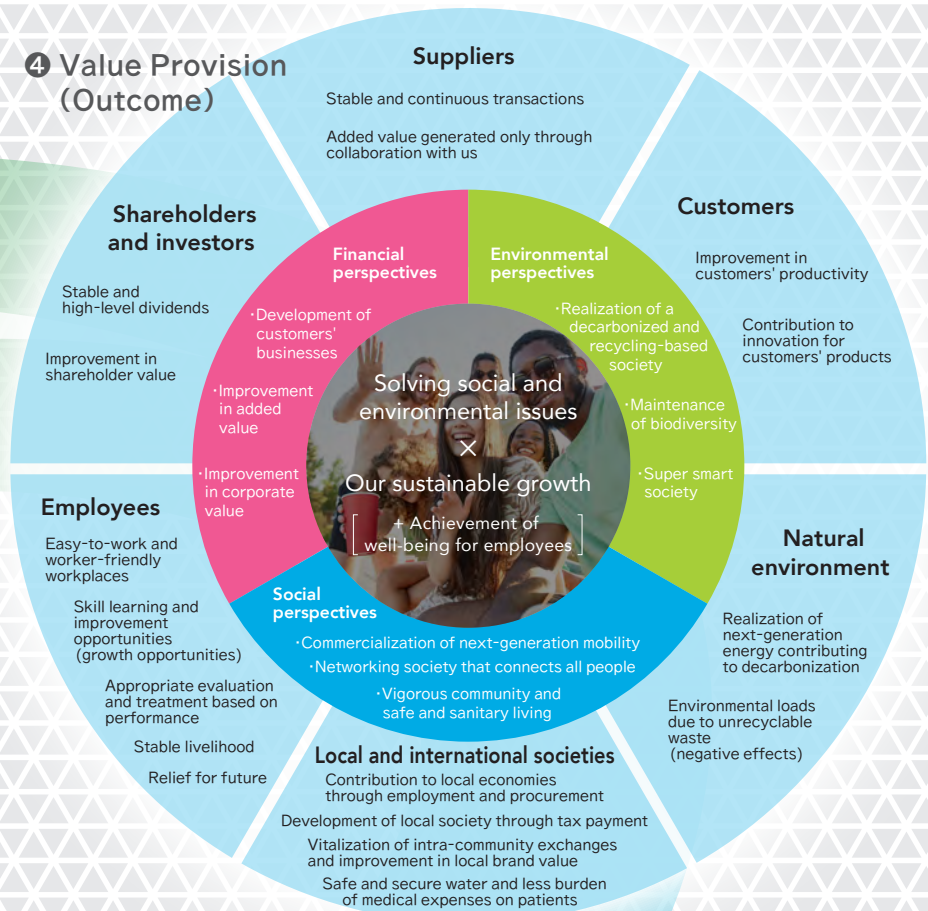 ❹ Value Provision
(Outcome)
Suppliers
Stable and continuous transactions
Added value generated only through
collaboration with us
Shareholders
and investors
Stable and
high-level dividends
Improvement in
shareholder value
Customers
Improvement in
customers' productivity
Contribution to
innovation for
customers' products
Financial
perspectives
·Development of
customers'
businesses
·Improvement
in added
value
·Improvement
in corporate
value
Environmental
perspectives
·Realization of a
decarbonized and
recycling-based
society
·Maintenance
of biodiversity
·Super smart
society
Solving social and
environmental issues
×
Our sustainable growth
[ + Achievement of
well-being for employees ]
Social
perspectives
·Commercialization of next-generation mobility
·Networking society that connects all people
·Vigorous community and
safe and sanitary living
Employees
Easy-to-work and
worker-friendly
workplaces
Skill learning and
improvement
opportunities
(growth opportunities)
Appropriate evaluation
and treatment based on
performance
Stable livelihood
Relief for future
Natural
environment
Realization of
next-generation
energy contributing
to decarbonization
Environmental loads
due to unrecyclable
waste
(negative effects)
Local and international societies
Contribution to local economies
through employment and procurement
Development of local society through tax payment
Vitalization of intra-community exchanges
and improvement in local brand value
Safe and secure water and less burden
of medical expenses on patients